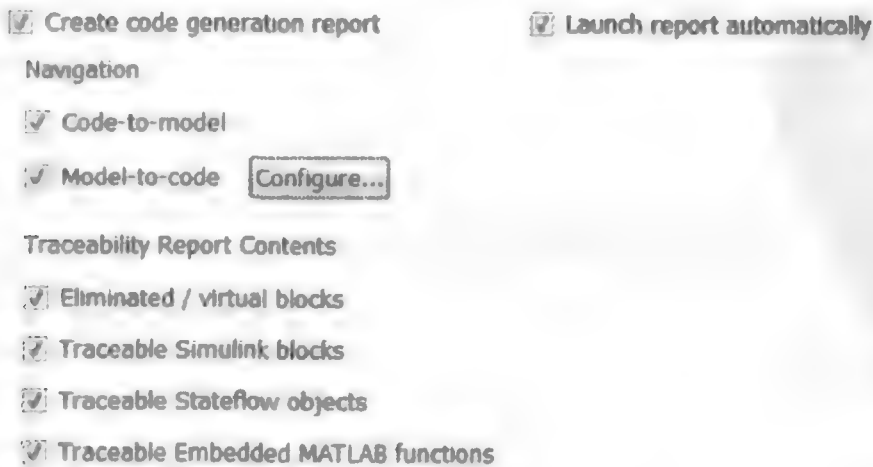 Create code generation report Launch report automatically
Navigation
Code-to-model
Model-to-code Configure...
Traceability Report Contents
Eliminated / virtual blocks
Traceable Simulink blocks
Traceable Stateflow objects
Traceable Embedded MATLAB functions